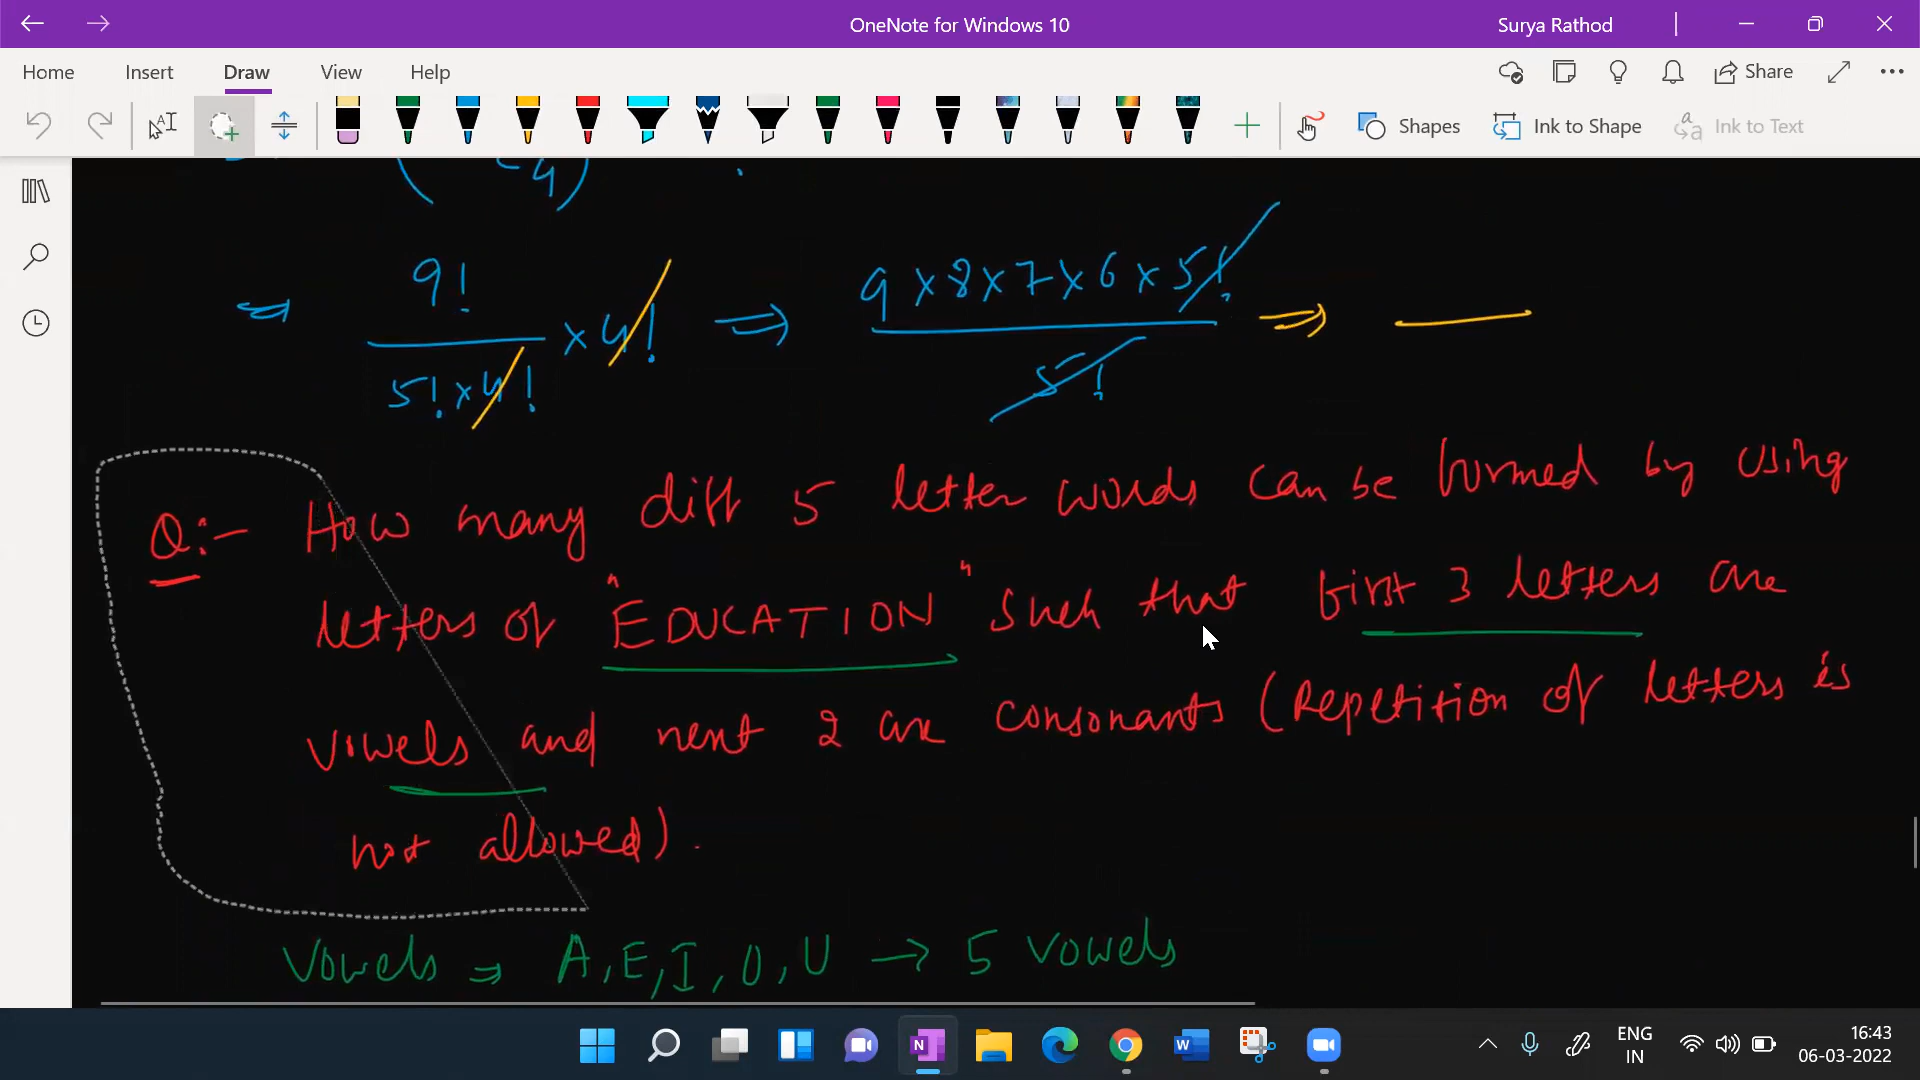 OneNote for Windows 10
Surya Rathod
Home Insert Draw View Help
Share
Shapes Ink to Shape Ink to Text
9! / 5! x 4! x 4! ⇒ 9 x 8 x 7 x 6 x 5! / 5! ⇒
Q:- How many diff 5 letter words can be formed by using
letters of "EDUCATION" such that first 3 letters are
vowels and next 2 are consonants (Repetition of letters is
not allowed).
Vowels ⇒ A, E, I, O, U → 5 vowels
ENG
IN
16:43
06-03-2022